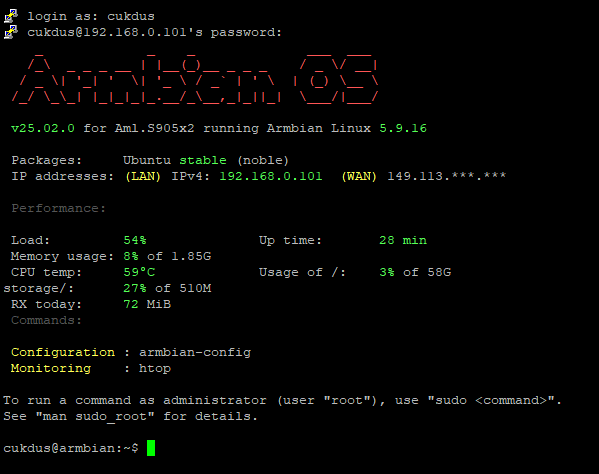 login as: cukdus
cukdus@192.168.0.101's password:
Armbian OS
v25.02.0 for Aml.S905x2 running Armbian Linux 5.9.16
Packages: Ubuntu stable (noble)
IP addresses: (LAN) IPv4: 192.168.0.101 (WAN) 149.113.***.***
Performance:
Load: 54% Up time: 28 min
Memory usage: 8% of 1.85G
CPU temp: 59°C Usage of /: 3% of 58G
storage/: 27% of 510M
RX today: 72 MiB
Commands:
Configuration : armbian-config
Monitoring : htop
To run a command as administrator (user "root"), use "sudo <command>".
See "man sudo_root" for details.
cukdus@armbian:~$